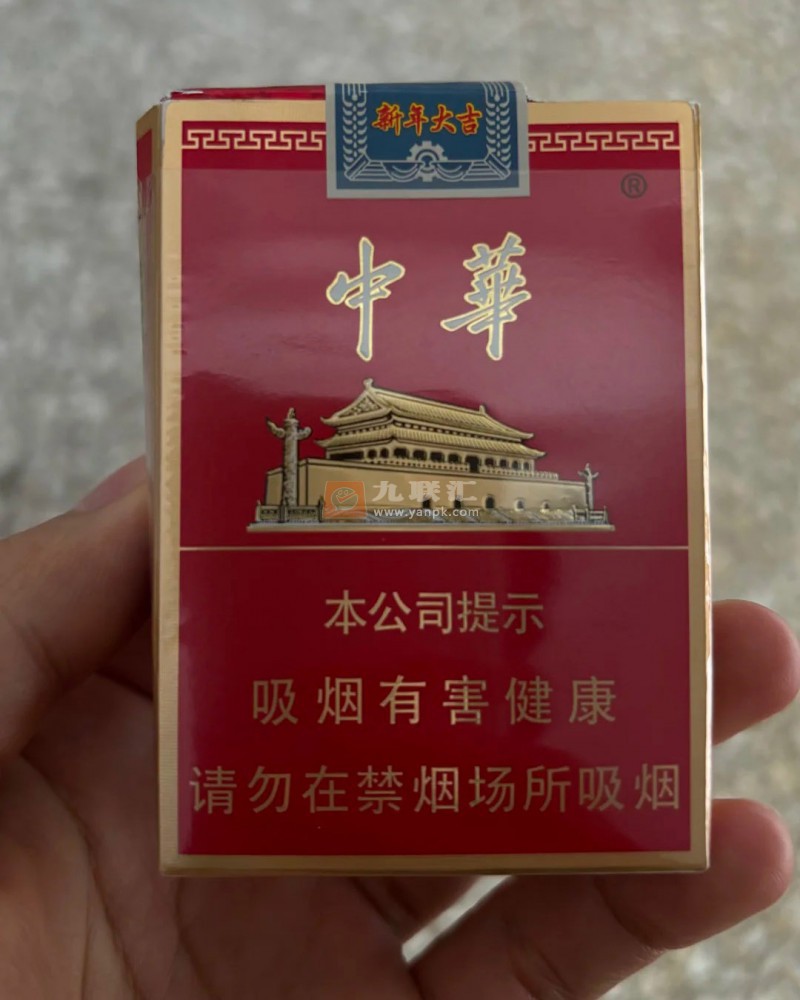 新年大吉
®
中華
九联汇
www.yanpk.com
本公司提示
吸烟有害健康
请勿在禁烟场所吸烟